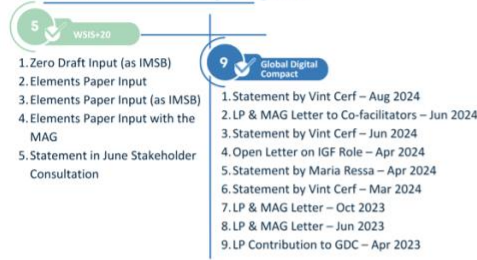 5
WSIS+20
1. Zero Draft Input (as IMSB)
2. Elements Paper Input
3. Elements Paper Input (as IMSB)
4. Elements Paper Input with the
MAG
5. Statement in June Stakeholder
Consultation
9
Global Digital
Compact
1. Statement by Vint Cerf – Aug 2024
2. LP & MAG Letter to Co-facilitators – Jun 2024
3. Statement by Vint Cerf – Jun 2024
4. Open Letter on IGF Role – Apr 2024
5. Statement by Maria Ressa – Apr 2024
6. Statement by Vint Cerf – Mar 2024
7. LP & MAG Letter – Oct 2023
8. LP & MAG Letter – Jun 2023
9. LP Contribution to GDC – Apr 2023